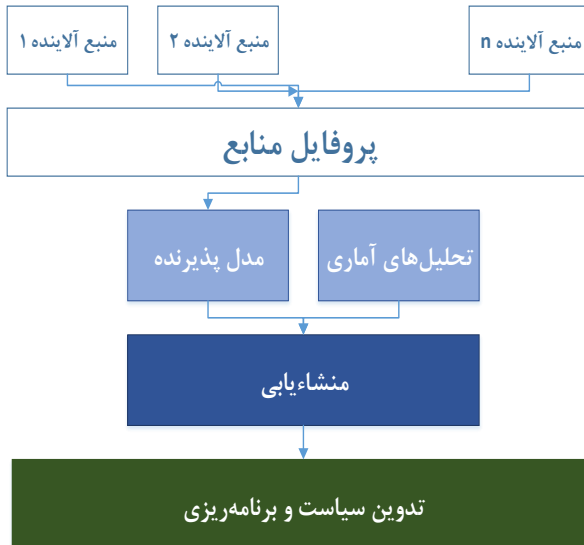 منبع آلاینده ۱
منبع آلاینده ۲
منبع آلاینده n
پروفایل منابع
مدل پذیرنده
تحلیل‌های آماری
منشاءیابی
تدوین سیاست و برنامه‌ریزی